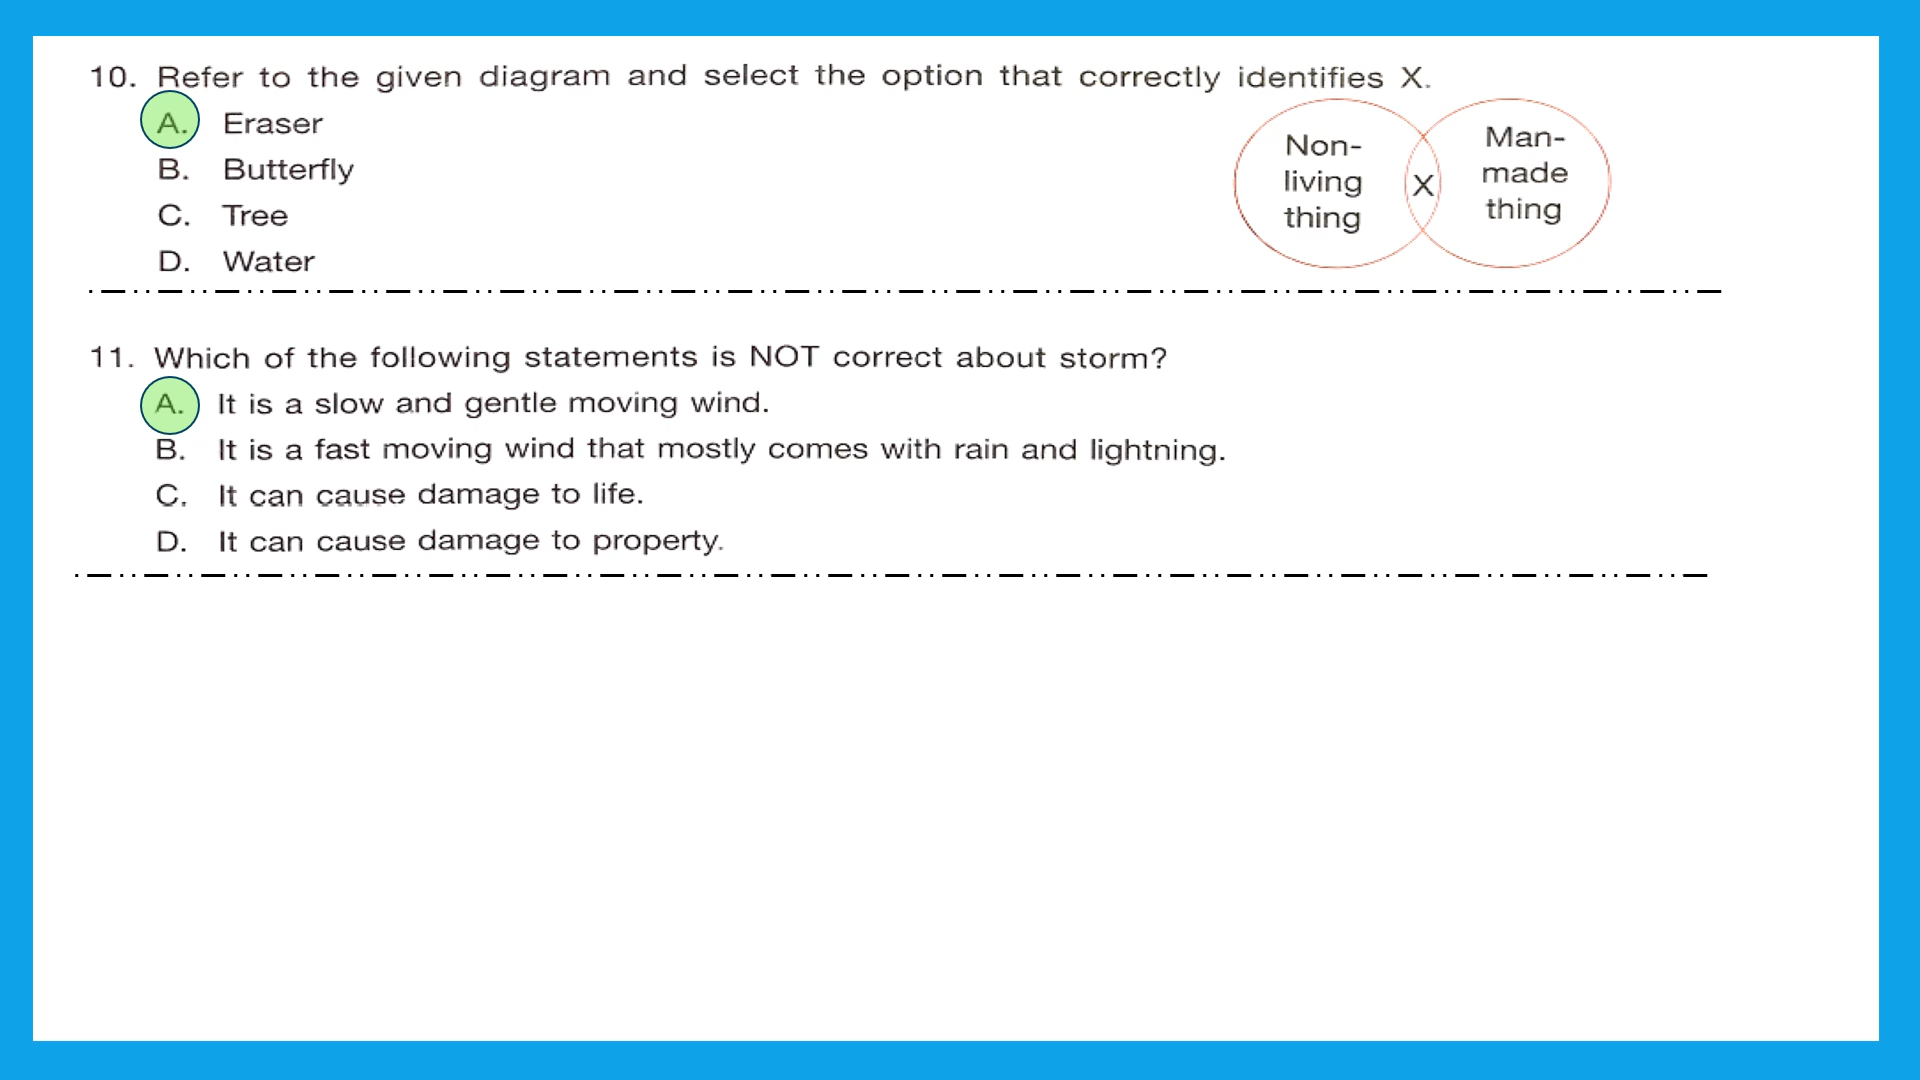 10. Refer to the given diagram and select the option that correctly identifies X.
A. Eraser
B. Butterfly
C. Tree
D. Water
Non-
living
thing
X
Man-
made
thing
11. Which of the following statements is NOT correct about storm?
A. It is a slow and gentle moving wind.
B. It is a fast moving wind that mostly comes with rain and lightning.
C. It can cause damage to life.
D. It can cause damage to property.